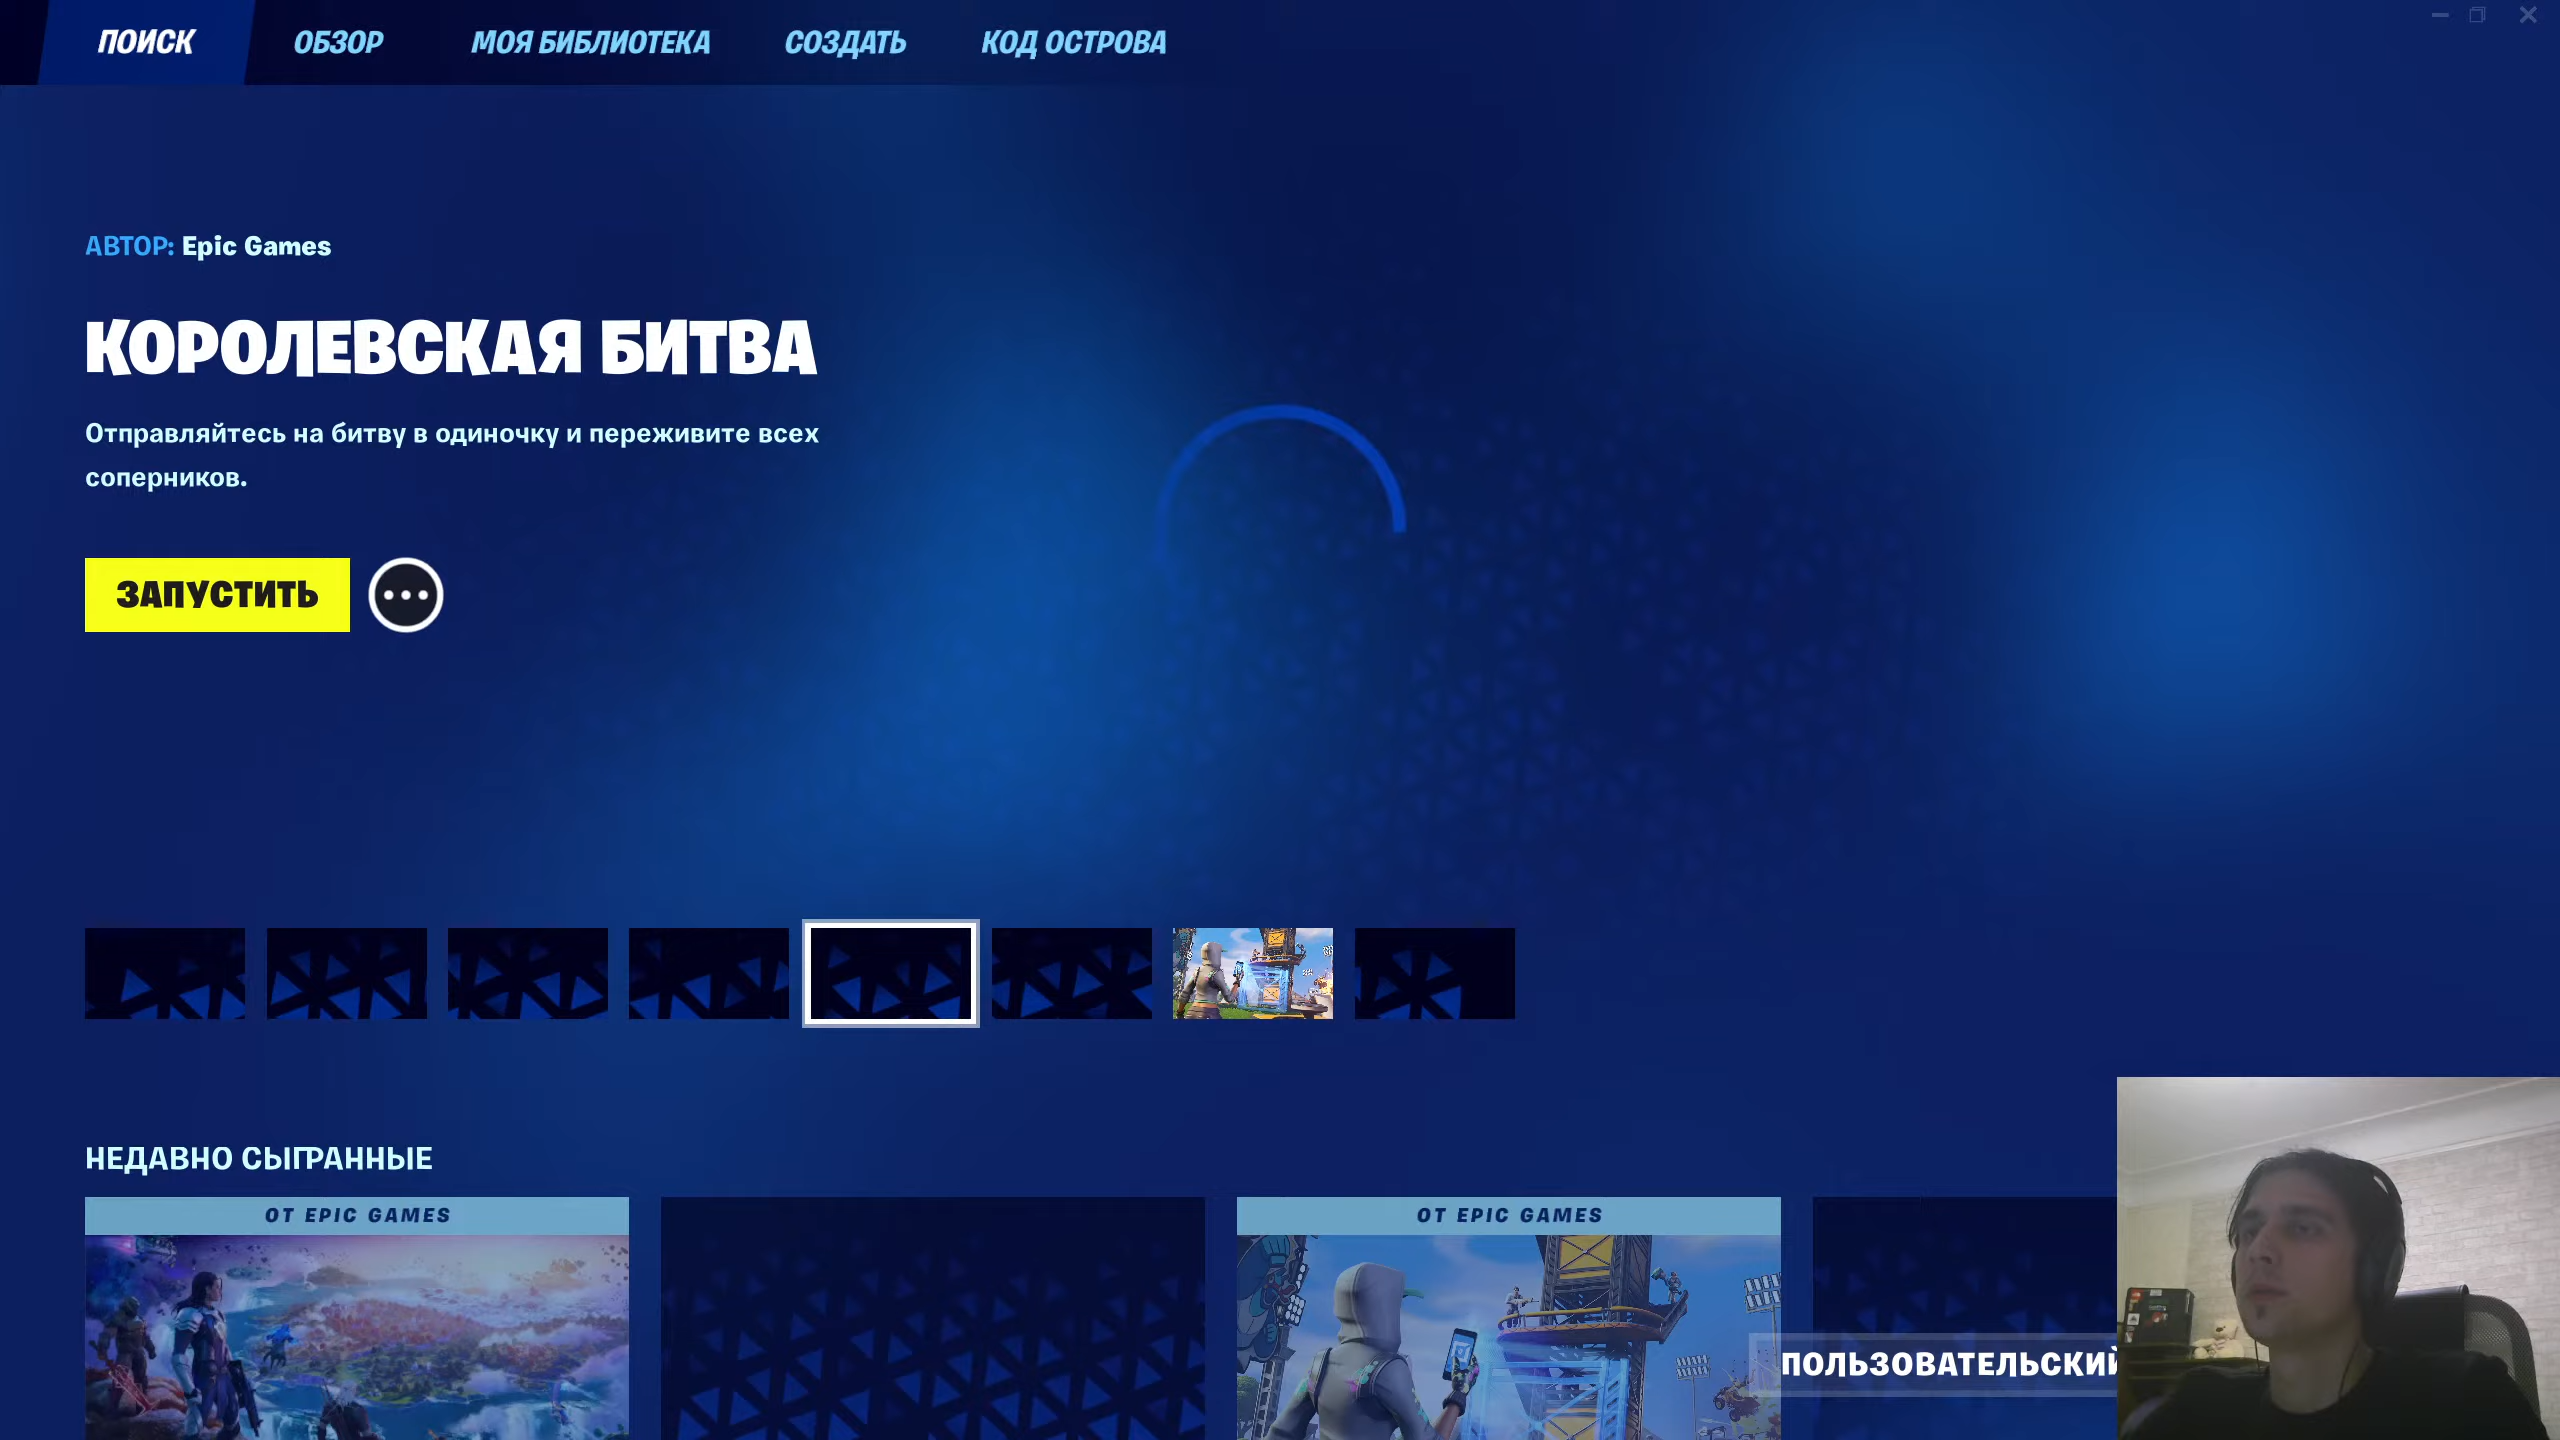 ПОИСК
ОБЗОР
МОЯ БИБЛИОТЕКА
СОЗДАТЬ
КОД ОСТРОВА
АВТОР: Epic Games
КОРОЛЕВСКАЯ БИТВА
Отправляйтесь на битву в одиночку и переживите всех
соперников.
ЗАПУСТИТЬ
НЕДАВНО СЫГРАННЫЕ
ОТ EPIC GAMES
ОТ EPIC GAMES
ПОЛЬЗОВАТЕЛЬСКИЙ